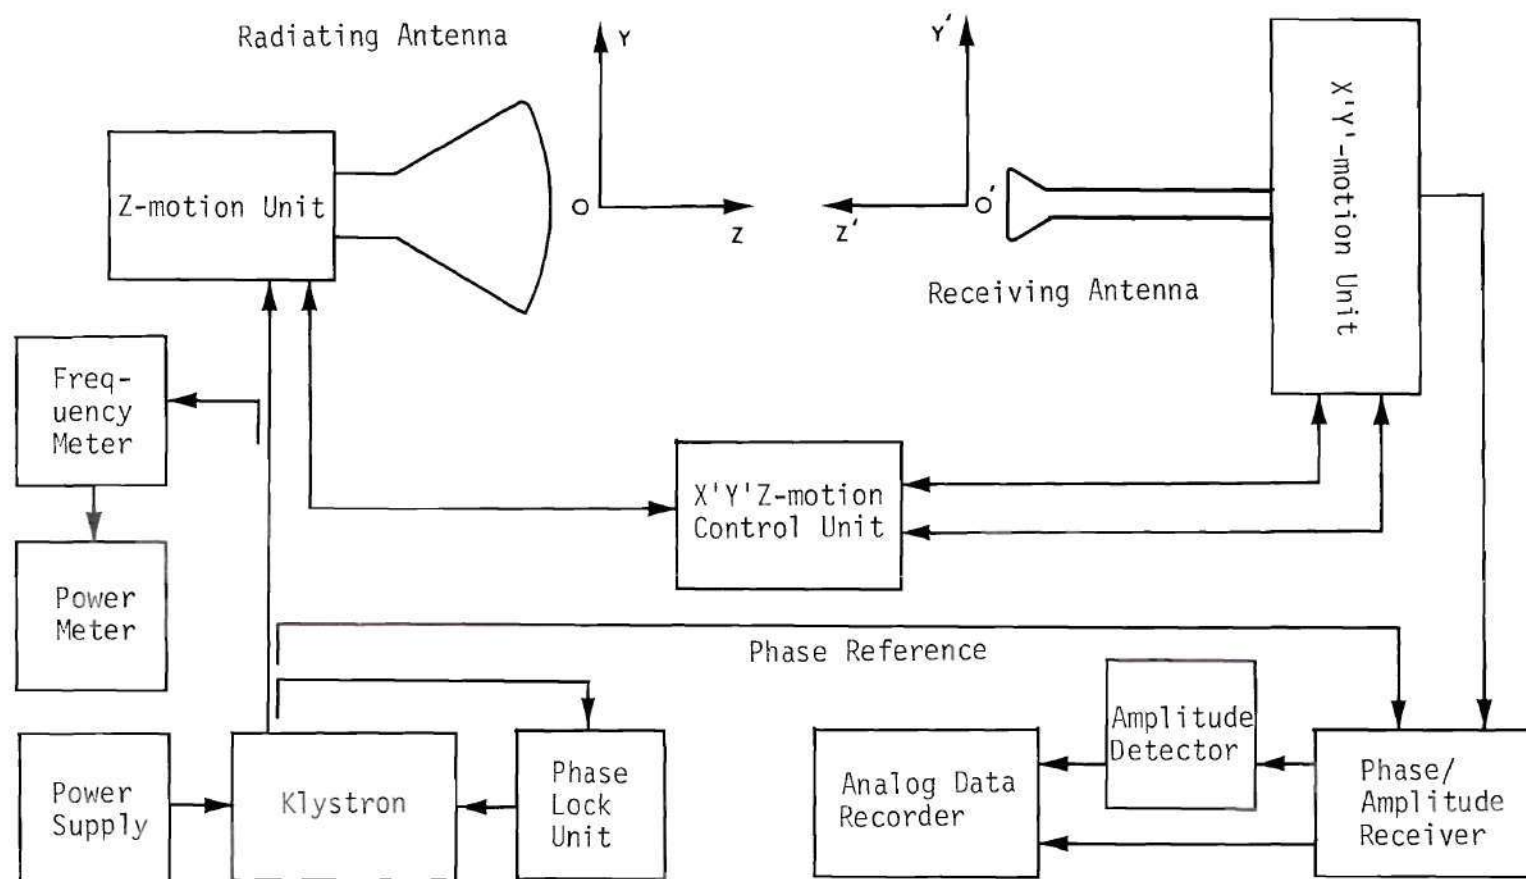 Radiating Antenna
Y
Y'
X'Y'-motion Unit
Z-motion Unit
O
Z
Z'
O'
Receiving Antenna
Freq-
uency
Meter
X'Y'Z-motion
Control Unit
Power
Meter
Phase Reference
Power
Supply
Klystron
Phase
Lock
Unit
Analog Data
Recorder
Amplitude
Detector
Phase/
Amplitude
Receiver